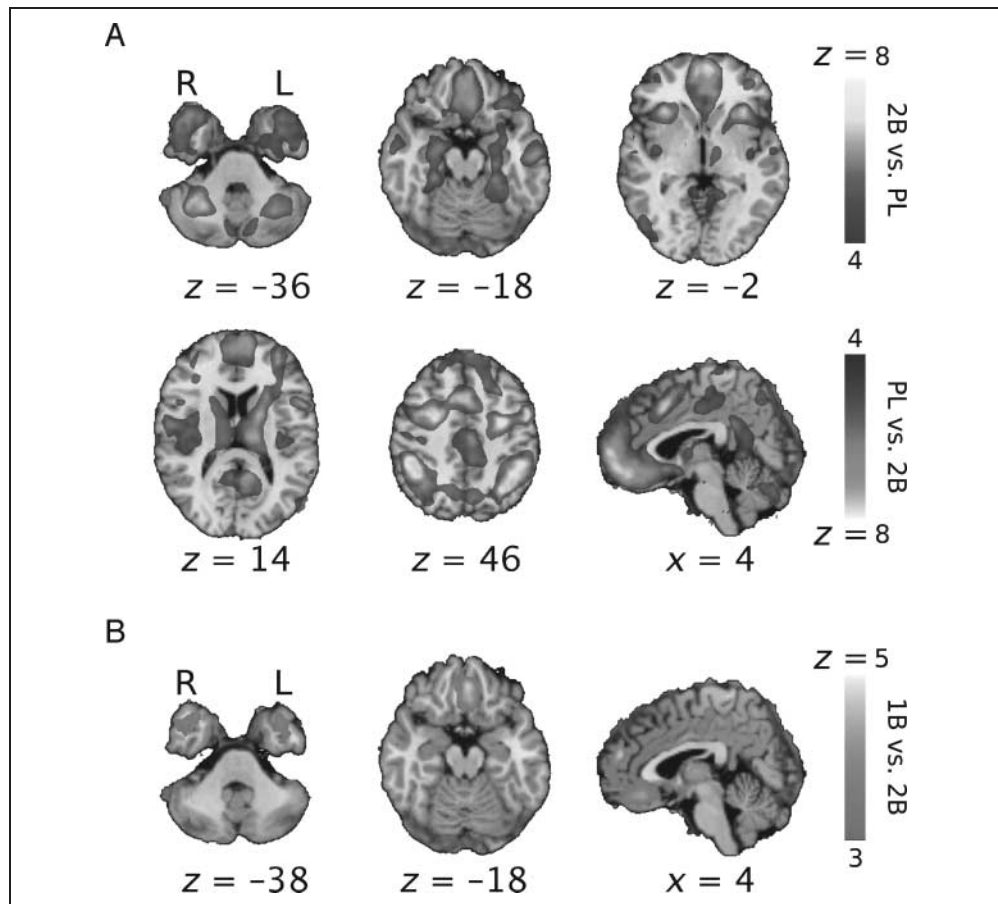 A
R L
z = 8
2B vs. PL
4
z = –36
z = –18
z = –2
4
PL vs. 2B
z = 8
z = 14
z = 46
x = 4
B
R L
z = 5
1B vs. 2B
3
z = –38
z = –18
x = 4